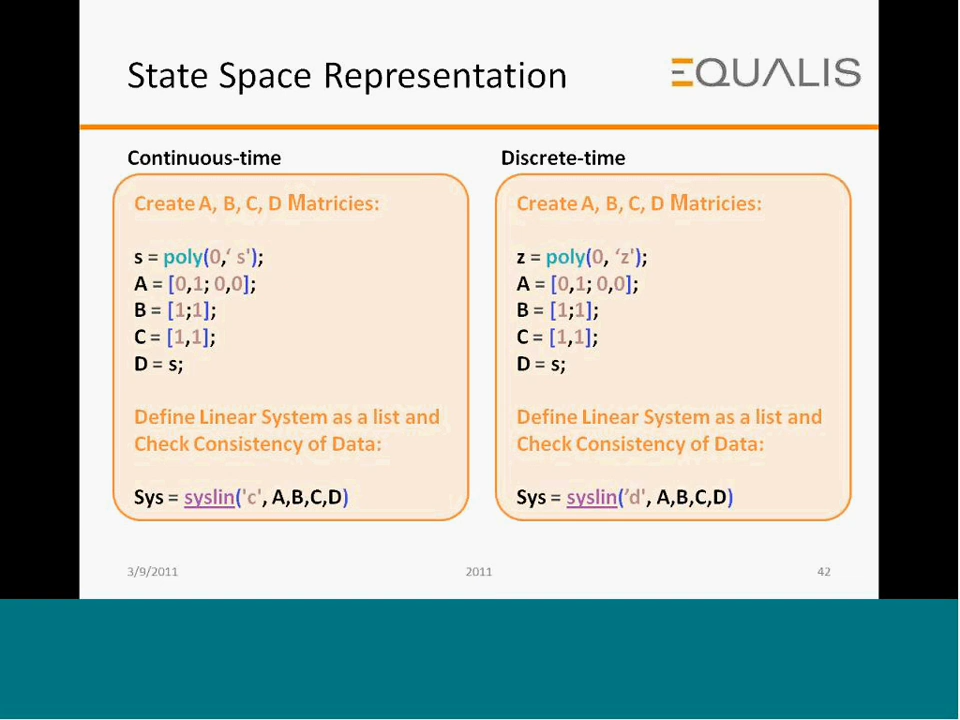 State Space Representation
EQUALIS
Continuous-time
Create A, B, C, D Matricies:
s = poly(0,‘ s');
A = [0,1; 0,0];
B = [1;1];
C = [1,1];
D = s;
Define Linear System as a list and
Check Consistency of Data:
Sys = syslin('c', A,B,C,D)
Discrete-time
Create A, B, C, D Matricies:
z = poly(0, ‘z');
A = [0,1; 0,0];
B = [1;1];
C = [1,1];
D = s;
Define Linear System as a list and
Check Consistency of Data:
Sys = syslin(’d', A,B,C,D)
3/9/2011
2011
42